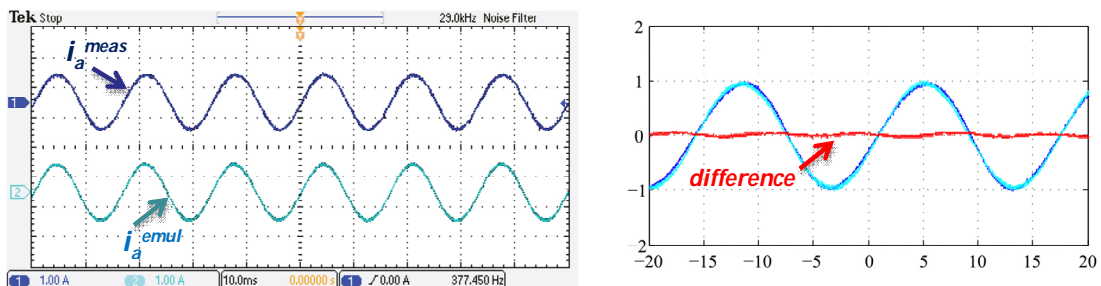 Tek Stop
23.0kHz Noise Filter
T
T
i_a^meas
1
2
i_a^emul
1 1.00 A 2 1.00 A 10.0ms 0.00000 s 1 0.00 A 377.450 Hz
2
1
0
−1
−2
difference
−20 −15 −10 −5 0 5 10 15 20